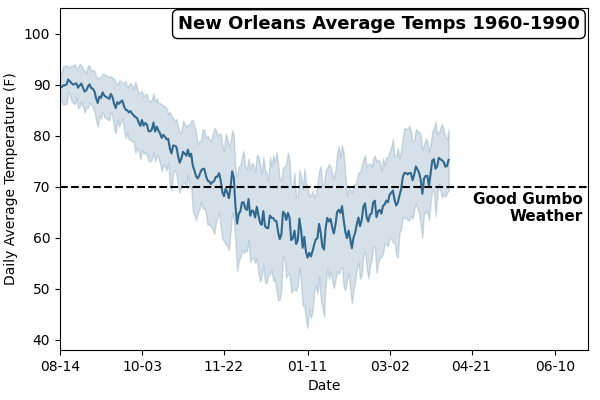 New Orleans Average Temps 1960-1990
100
90
80
70
60
50
40
Daily Average Temperature (F)
Good Gumbo
Weather
08-14
10-03
11-22
01-11
03-02
04-21
06-10
Date